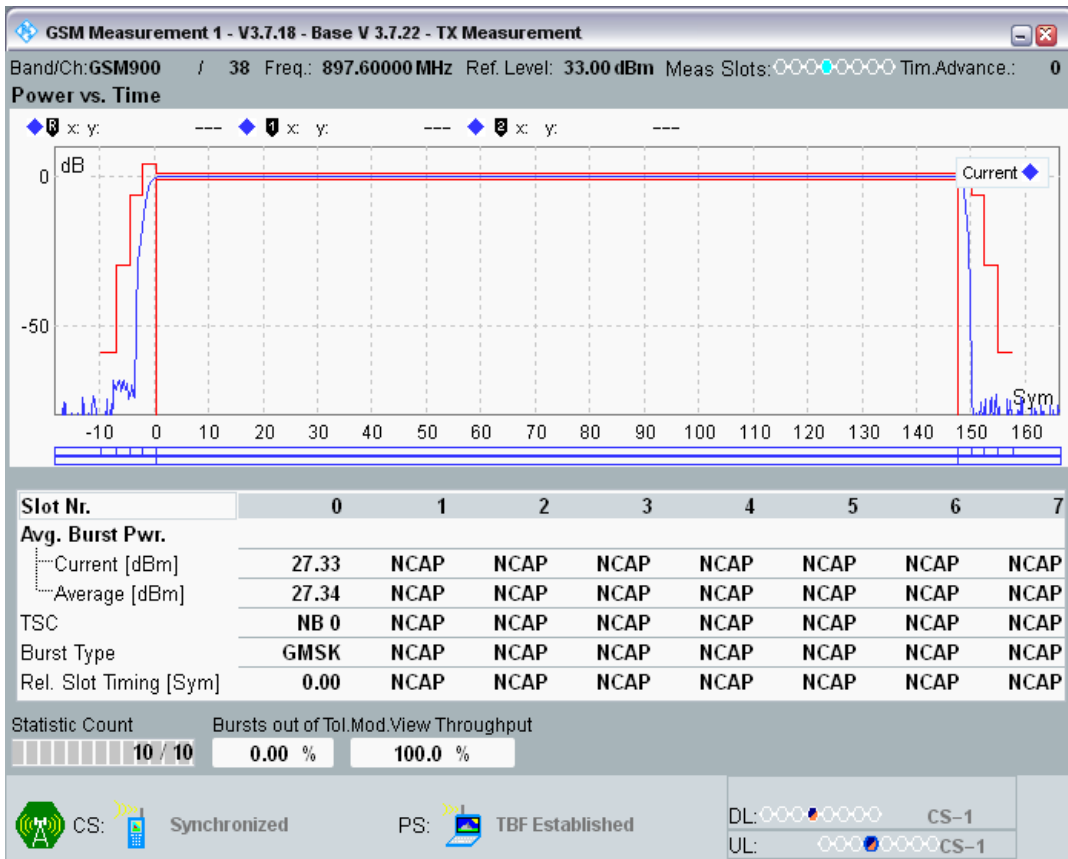 GSM Measurement 1 - V3.7.18 - Base V 3.7.22 - TX Measurement
Band/Ch:GSM900 / 38 Freq.: 897.60000 MHz Ref. Level: 33.00 dBm Meas Slots: Tim.Advance.: 0
Power vs. Time
R x: y: --- 1 x: y: --- 2 x: y: ---
dB
Current
0
-50
Sym
-10 0 10 20 30 40 50 60 70 80 90 100 110 120 130 140 150 160
Slot Nr. 0 1 2 3 4 5 6 7
Avg. Burst Pwr.
Current [dBm] 27.33 NCAP NCAP NCAP NCAP NCAP NCAP NCAP
Average [dBm] 27.34 NCAP NCAP NCAP NCAP NCAP NCAP NCAP
TSC NB 0 NCAP NCAP NCAP NCAP NCAP NCAP NCAP
Burst Type GMSK NCAP NCAP NCAP NCAP NCAP NCAP NCAP
Rel. Slot Timing [Sym] 0.00 NCAP NCAP NCAP NCAP NCAP NCAP NCAP
Statistic Count Bursts out of Tol.Mod.View Throughput
10 / 10 0.00 % 100.0 %
CS: Synchronized PS: TBF Established
DL: CS-1
UL: CS-1